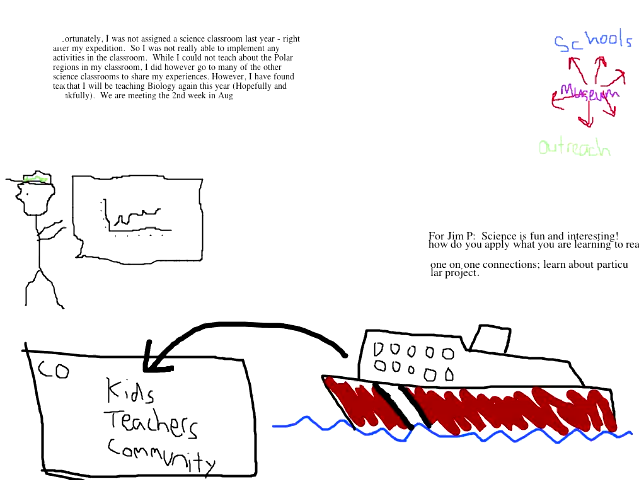 ortunately, I was not assigned a science classroom last year - right
after my expedition. So I was not really able to implement any
activities in the classroom. While I could not teach about the Polar
regions in my classroom, I did however go to many of the other
science classrooms to share my experiences. However, I have found
that I will be teaching Biology again this year (Hopefully and
nkfully). We are meeting the 2nd week in Aug
Schools
Museum
Outreach
For Jim P: Science is fun and interesting!
how do you apply what you are learning to rea
one on one connections; learn about particu
lar project.
CO
Kids
Teachers
Community